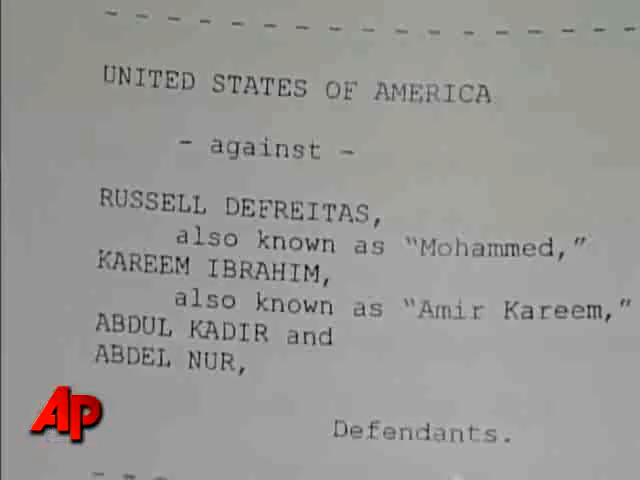 UNITED STATES OF AMERICA
- against -
RUSSELL DEFREITAS,
also known as “Mohammed,”
KAREEM IBRAHIM,
also known as “Amir Kareem,”
ABDUL KADIR and
ABDEL NUR,
AP
Defendants.